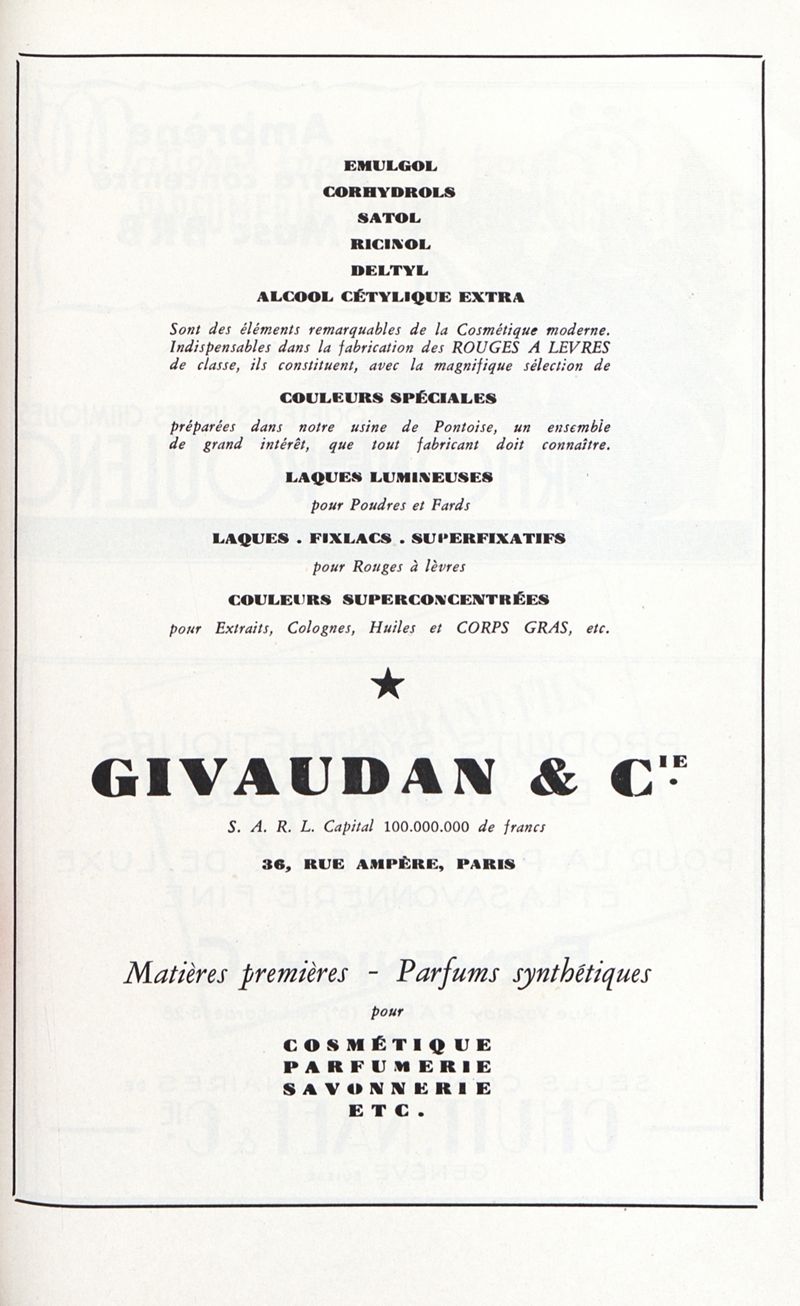 EMULGOL
CORHYDROLS
SATOL
RICINOL
DELTYL
ALCOOL CÉTYLIQUE EXTRA
Sont des éléments remarquables de la Cosmétique moderne.
Indispensables dans la fabrication des ROUGES A LEVRES
de classe, ils constituent, avec la magnifique sélection de
COULEURS SPÉCIALES
préparées dans notre usine de Pontoise, un ensemble
de grand intérêt, que tout fabricant doit connaître.
LAQUES LUMINEUSES
pour Poudres et Fards
LAQUES . FIXLACS . SUPERFIXATIFS
pour Rouges à lèvres
COULEURS SUPERCONCENTRÉES
pour Extraits, Colognes, Huiles et CORPS GRAS, etc.
GIVAUDAN & CIE.
S. A. R. L. Capital 100.000.000 de francs
36, RUE AMPÈRE, PARIS
Matières premières - Parfums synthétiques
pour
COSMÉTIQUE
PARFUMERIE
SAVONNERIE
ETC.